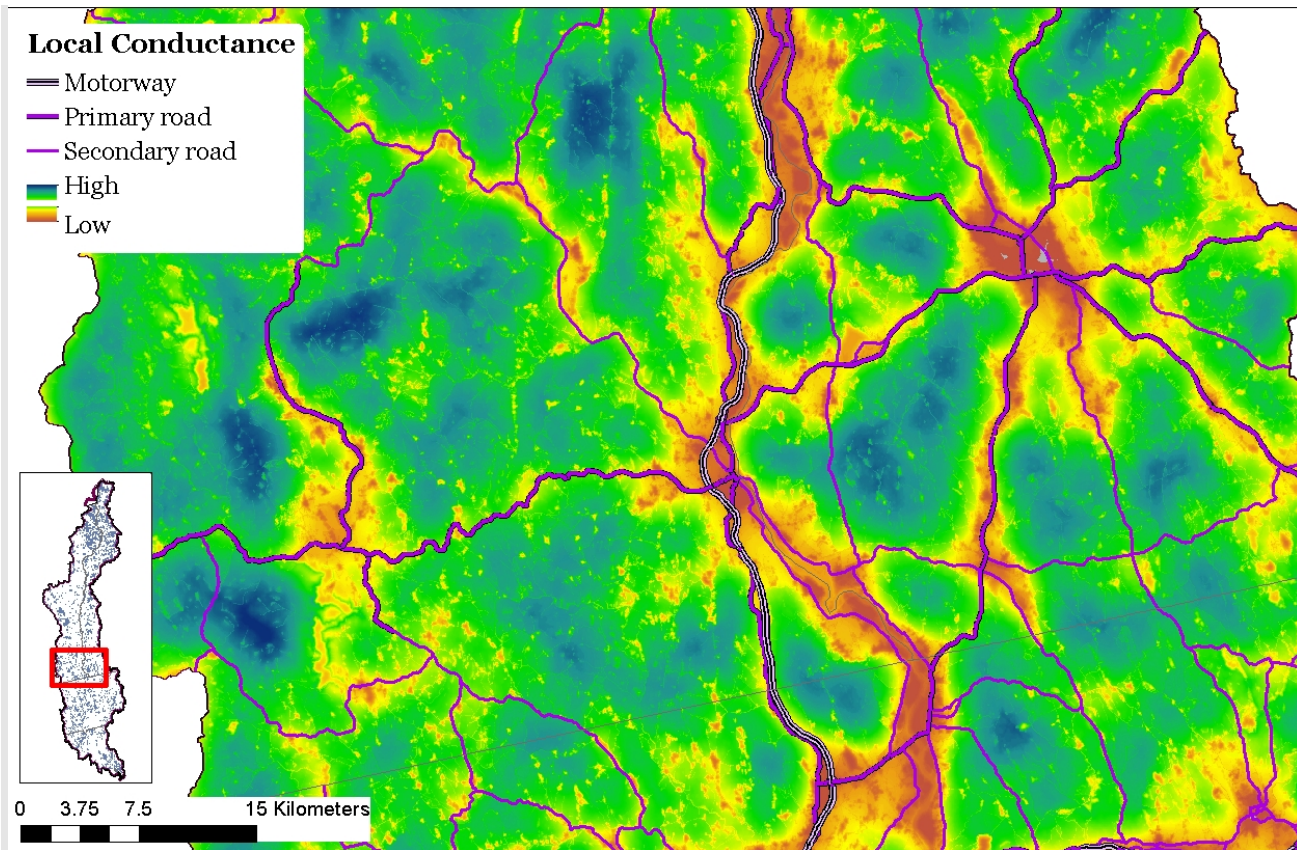 Local Conductance
Motorway
Primary road
Secondary road
High
Low
0 3.75 7.5 15 Kilometers